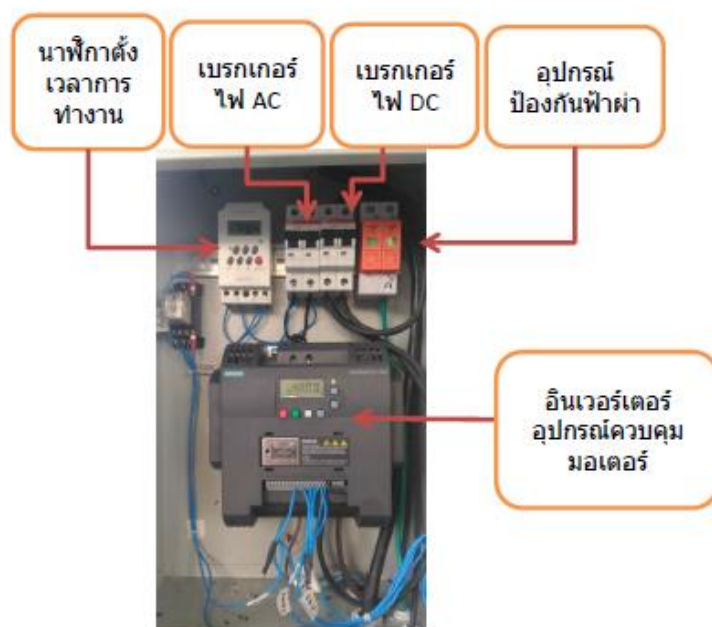 นาฬิกาตั้ง
เวลาการ
ทำงาน
เบรกเกอร์
ไฟ AC
เบรกเกอร์
ไฟ DC
อุปกรณ์
ป้องกันฟ้าผ่า
อินเวอร์เตอร์
อุปกรณ์ควบคุม
มอเตอร์